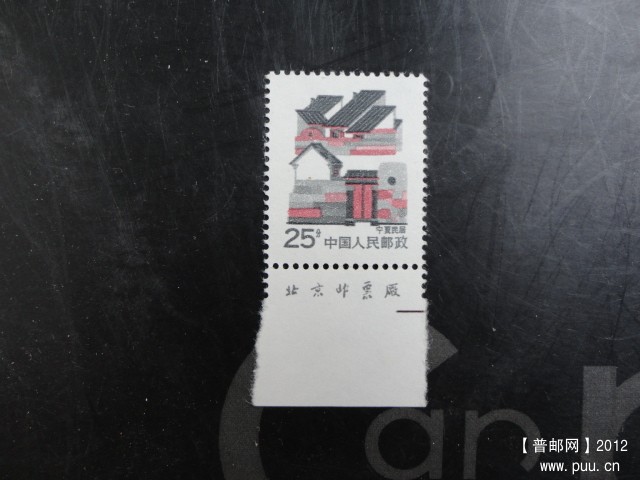 宁夏民居
25分 中国人民邮政
北京邮票厂
Can
【普邮网】2012
www.puu.cn